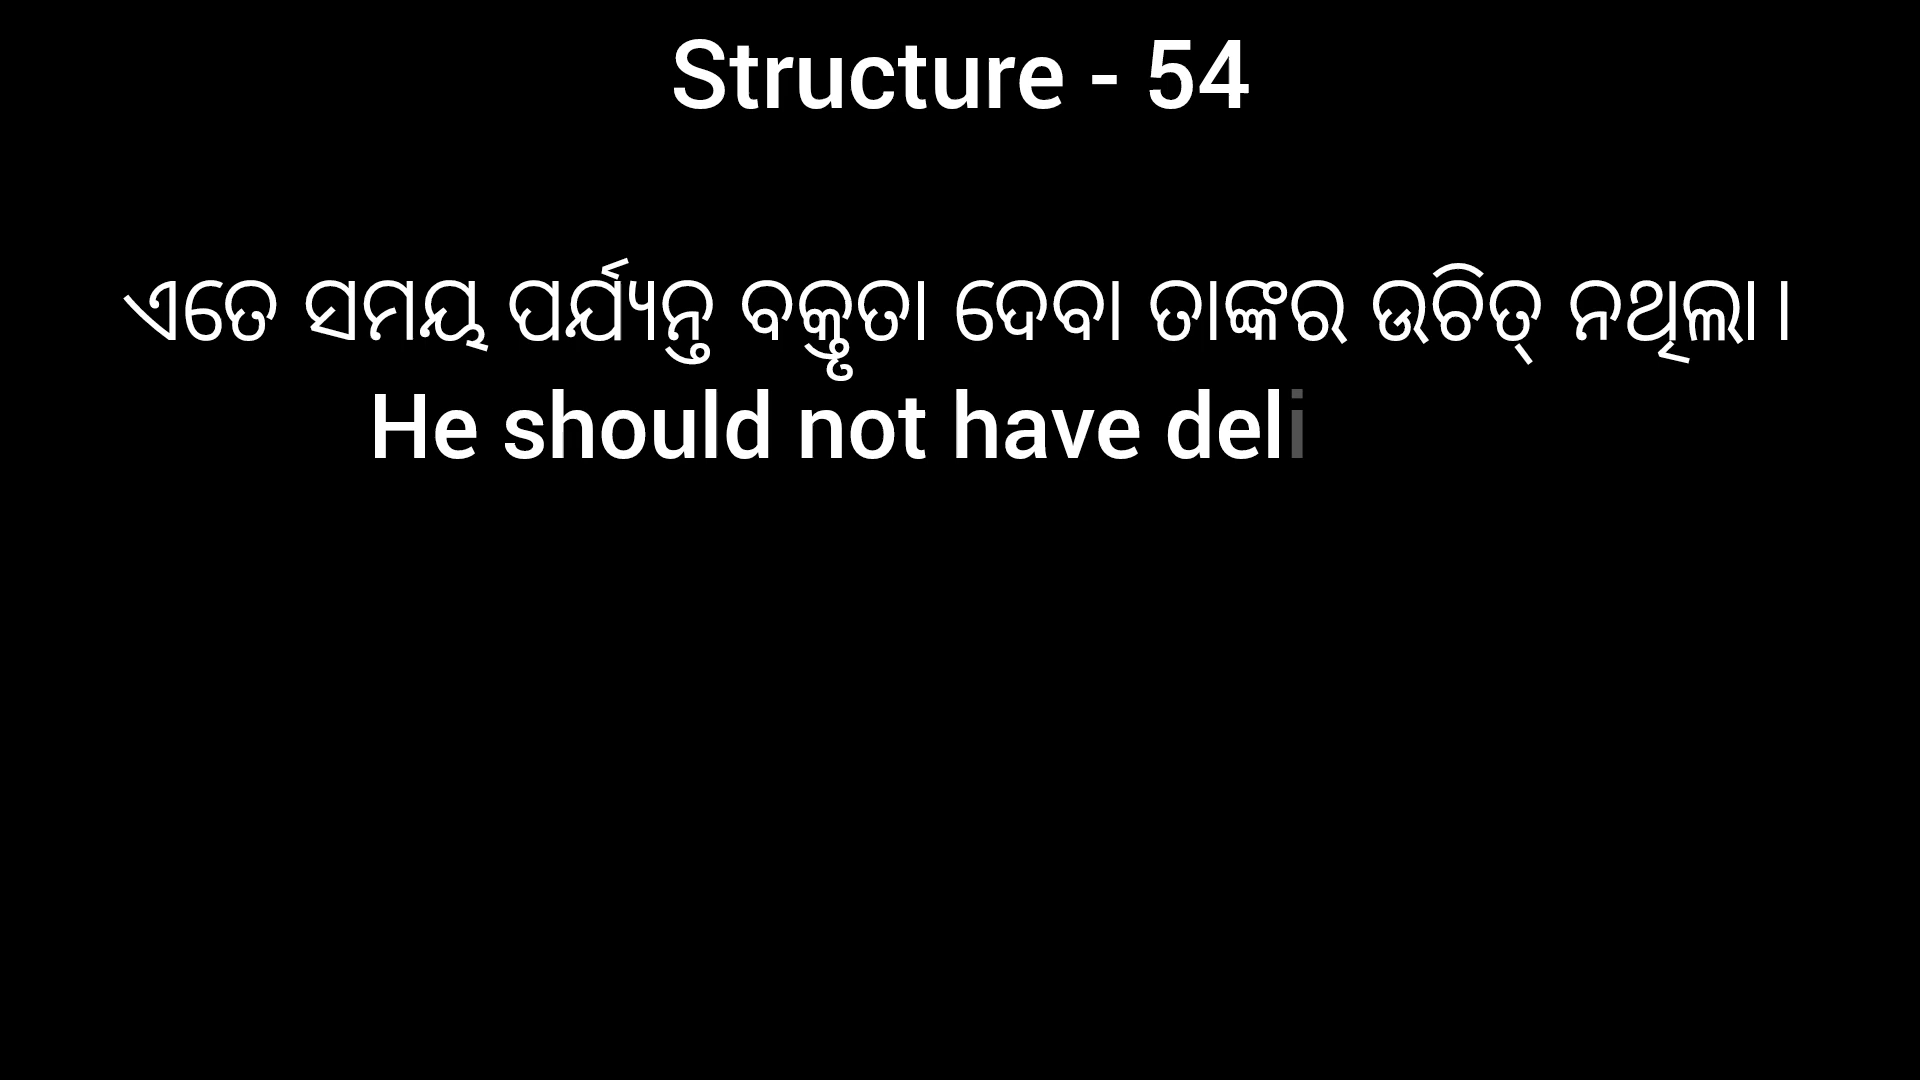 Structure - 54
ଏତେ ସମୟ ପର୍ଯ୍ୟନ୍ତ ବକ୍ତୃତା ଦେବା ତାଙ୍କର ଉଚିତ୍ ନଥିଲା।
He should not have deli